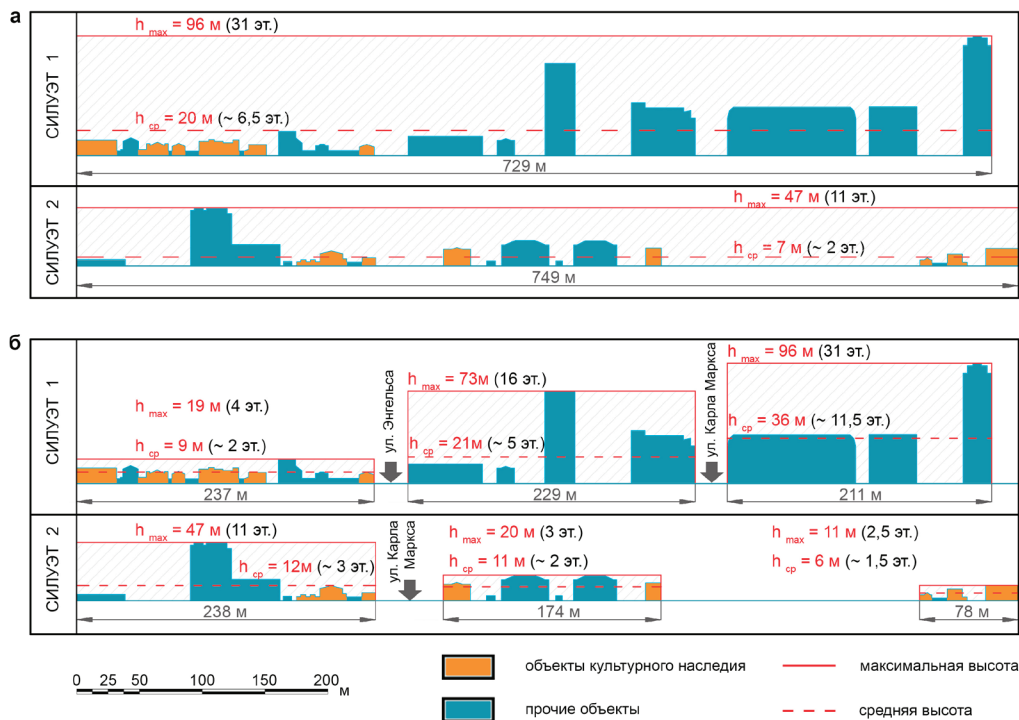 а
СИЛУЭТ 1
h max = 96 м (31 эт.)
h ср = 20 м (~ 6,5 эт.)
729 м
СИЛУЭТ 2
h max = 47 м (11 эт.)
h ср = 7 м (~ 2 эт.)
749 м
б
СИЛУЭТ 1
h max = 19 м (4 эт.)
h ср = 9 м (~ 2 эт.)
237 м
ул. Энгельса
h max = 73м (16 эт.)
h ср = 21м (~ 5 эт.)
229 м
ул. Карла Маркса
h max = 96 м (31 эт.)
h ср = 36 м (~ 11,5 эт.)
211 м
СИЛУЭТ 2
h max = 47 м (11 эт.)
h ср = 12м (~ 3 эт.)
238 м
ул. Карла
Маркса
h max = 20 м (3 эт.)
h ср = 11 м (~ 2 эт.)
174 м
h max = 11 м (2,5 эт.)
h ср = 6 м (~ 1,5 эт.)
78 м
0 12 25 50 100 150 200 м
объекты культурного наследия
прочие объекты
максимальная высота
средняя высота